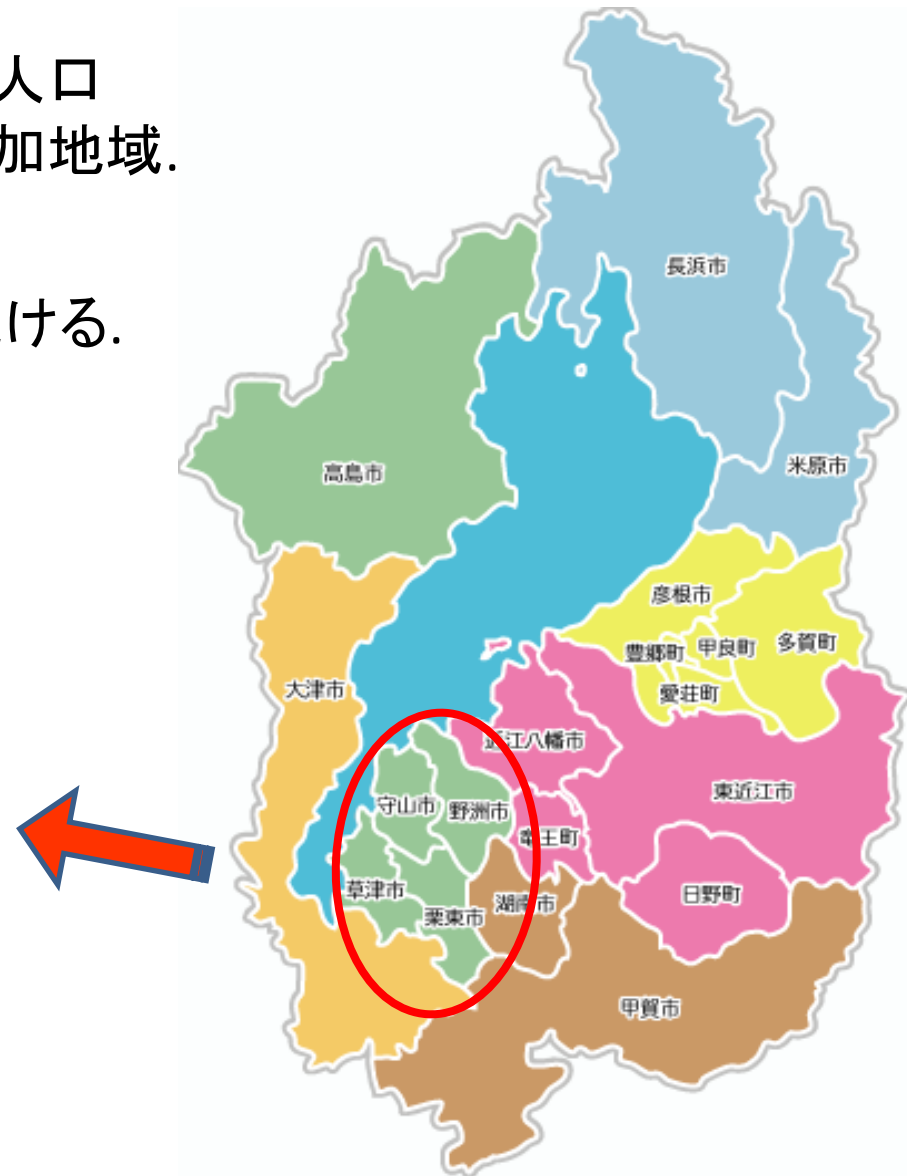 人口
加地域.
ける.
長浜市
米原市
高島市
彦根市
多賀町
甲良町
豊郷町
愛荘町
大津市
近江八幡市
東近江市
守山市
野洲市
竜王町
草津市
栗東市
湖南市
日野町
甲賀市